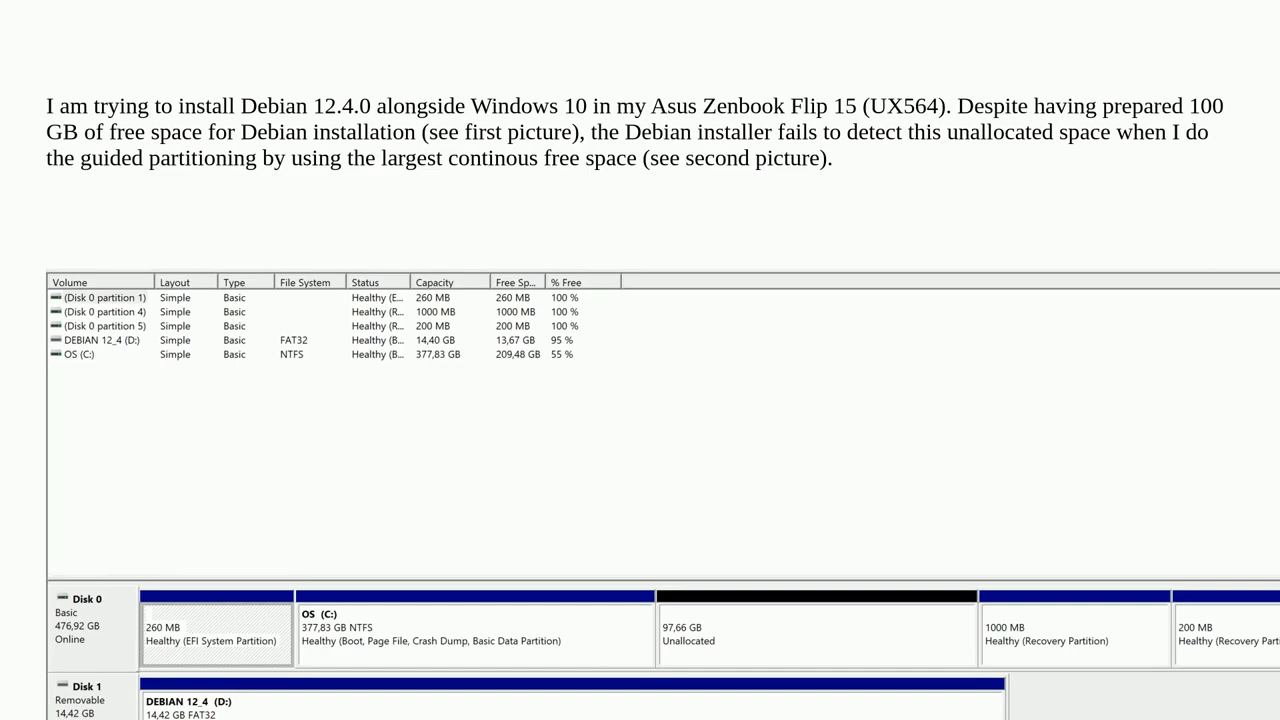 I am trying to install Debian 12.4.0 alongside Windows 10 in my Asus Zenbook Flip 15 (UX564). Despite having prepared 100
GB of free space for Debian installation (see first picture), the Debian installer fails to detect this unallocated space when I do
the guided partitioning by using the largest continous free space (see second picture).
Volume Layout Type File System Status Capacity Free Sp... % Free
(Disk 0 partition 1) Simple Basic Healthy (E... 260 MB 260 MB 100 %
(Disk 0 partition 4) Simple Basic Healthy (R... 1000 MB 1000 MB 100 %
(Disk 0 partition 5) Simple Basic Healthy (R... 200 MB 200 MB 100 %
DEBIAN 12_4 (D:) Simple Basic FAT32 Healthy (B... 14,40 GB 13,67 GB 95 %
OS (C:) Simple Basic NTFS Healthy (B... 377,83 GB 209,48 GB 55 %
Disk 0
Basic
476,92 GB
Online
260 MB
Healthy (EFI System Partition)
OS (C:)
377,83 GB NTFS
Healthy (Boot, Page File, Crash Dump, Basic Data Partition)
97,66 GB
Unallocated
1000 MB
Healthy (Recovery Partition)
200 MB
Healthy (Recovery Parti
Disk 1
Removable
14,42 GB
DEBIAN 12_4 (D:)
14,42 GB FAT32